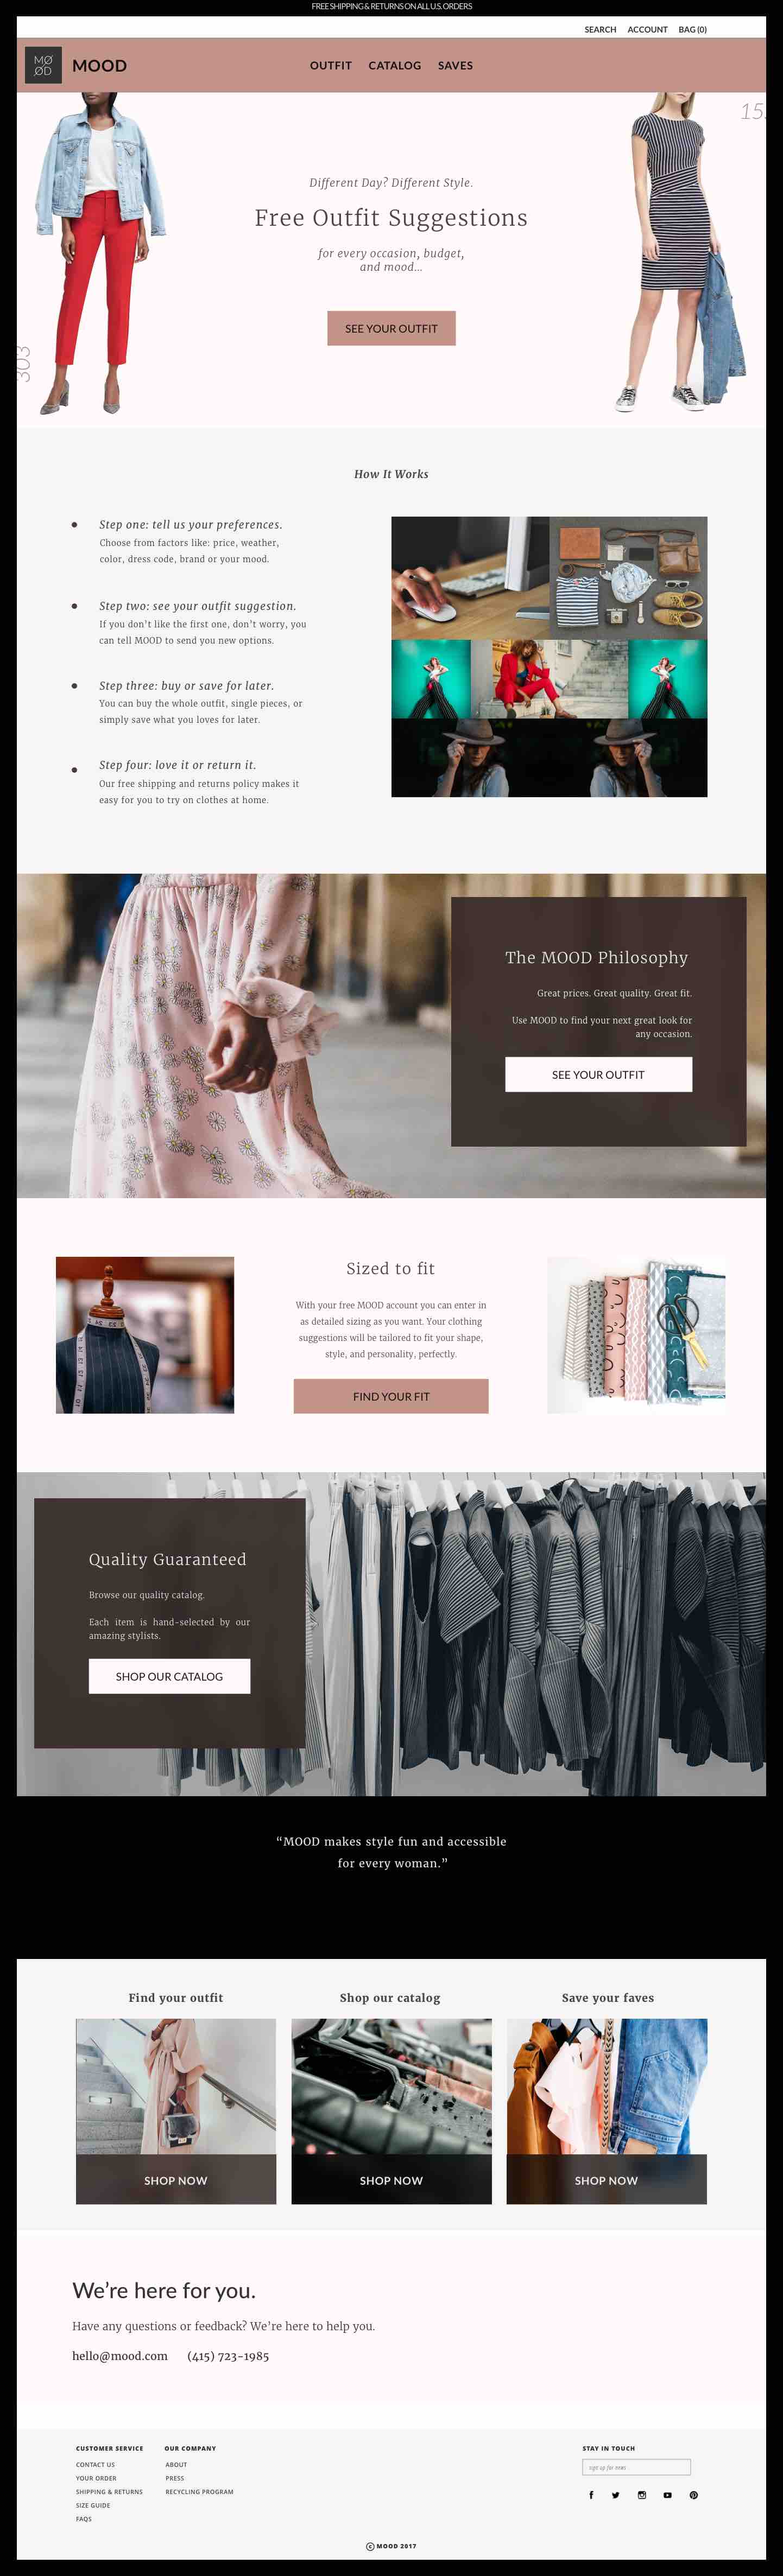 FREE SHIPPING & RETURNS ON ALL U.S. ORDERS
SEARCH ACCOUNT BAG (0)
MØ
ØD
MOOD
OUTFIT CATALOG SAVES
15.
303
Different Day? Different Style.
Free Outfit Suggestions
for every occasion, budget,
and mood...
SEE YOUR OUTFIT
How It Works
Step one: tell us your preferences.
Choose from factors like: price, weather,
color, dress code, brand or your mood.
Step two: see your outfit suggestion.
If you don't like the first one, don't worry, you
can tell MOOD to send you new options.
Step three: buy or save for later.
You can buy the whole outfit, single pieces, or
simply save what you loves for later.
Step four: love it or return it.
Our free shipping and returns policy makes it
easy for you to try on clothes at home.
The MOOD Philosophy
Great prices. Great quality. Great fit.
Use MOOD to find your next great look for
any occasion.
SEE YOUR OUTFIT
Sized to fit
With your free MOOD account you can enter in
as detailed sizing as you want. Your clothing
suggestions will be tailored to fit your shape,
style, and personality, perfectly.
FIND YOUR FIT
Quality Guaranteed
Browse our quality catalog.
Each item is hand-selected by our
amazing stylists.
SHOP OUR CATALOG
“MOOD makes style fun and accessible
for every woman.”
Find your outfit
Shop our catalog
Save your faves
SHOP NOW
SHOP NOW
SHOP NOW
We're here for you.
Have any questions or feedback? We're here to help you.
hello@mood.com (415) 723-1985
CUSTOMER SERVICE
CONTACT US
YOUR ORDER
SHIPPING & RETURNS
SIZE GUIDE
FAQS
OUR COMPANY
ABOUT
PRESS
RECYCLING PROGRAM
STAY IN TOUCH
sign up for news
© MOOD 2017